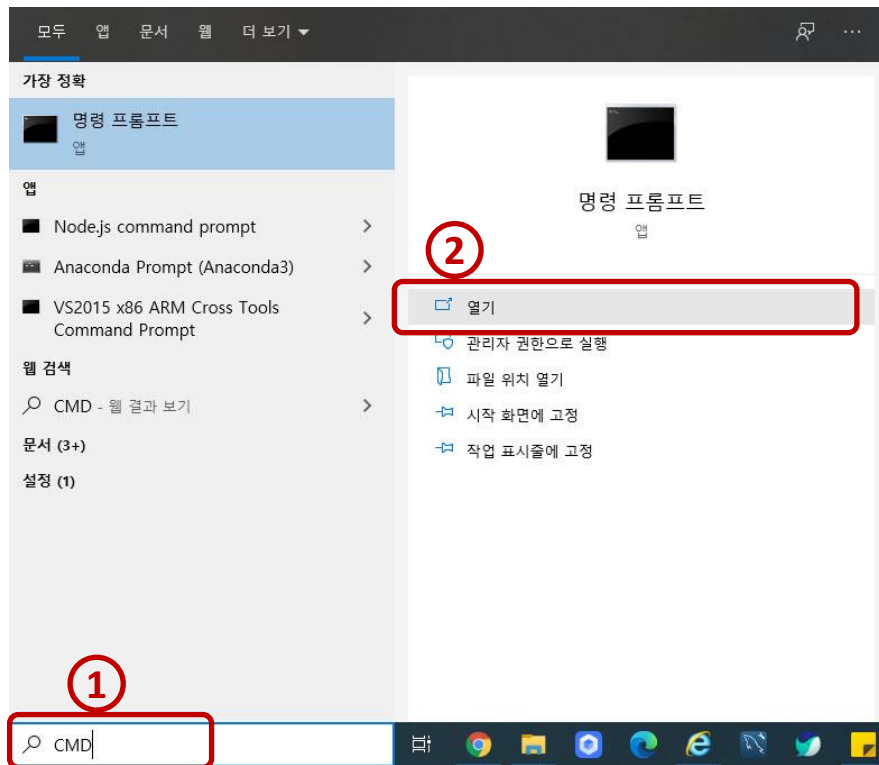 모두 앱 문서 웹 더 보기
가장 정확
명령 프롬프트
앱
앱
Node.js command prompt
Anaconda Prompt (Anaconda3)
VS2015 x86 ARM Cross Tools
Command Prompt
웹 검색
CMD - 웹 결과 보기
문서 (3+)
설정 (1)
명령 프롬프트
앱
2
열기
관리자 권한으로 실행
파일 위치 열기
시작 화면에 고정
작업 표시줄에 고정
1
CMD